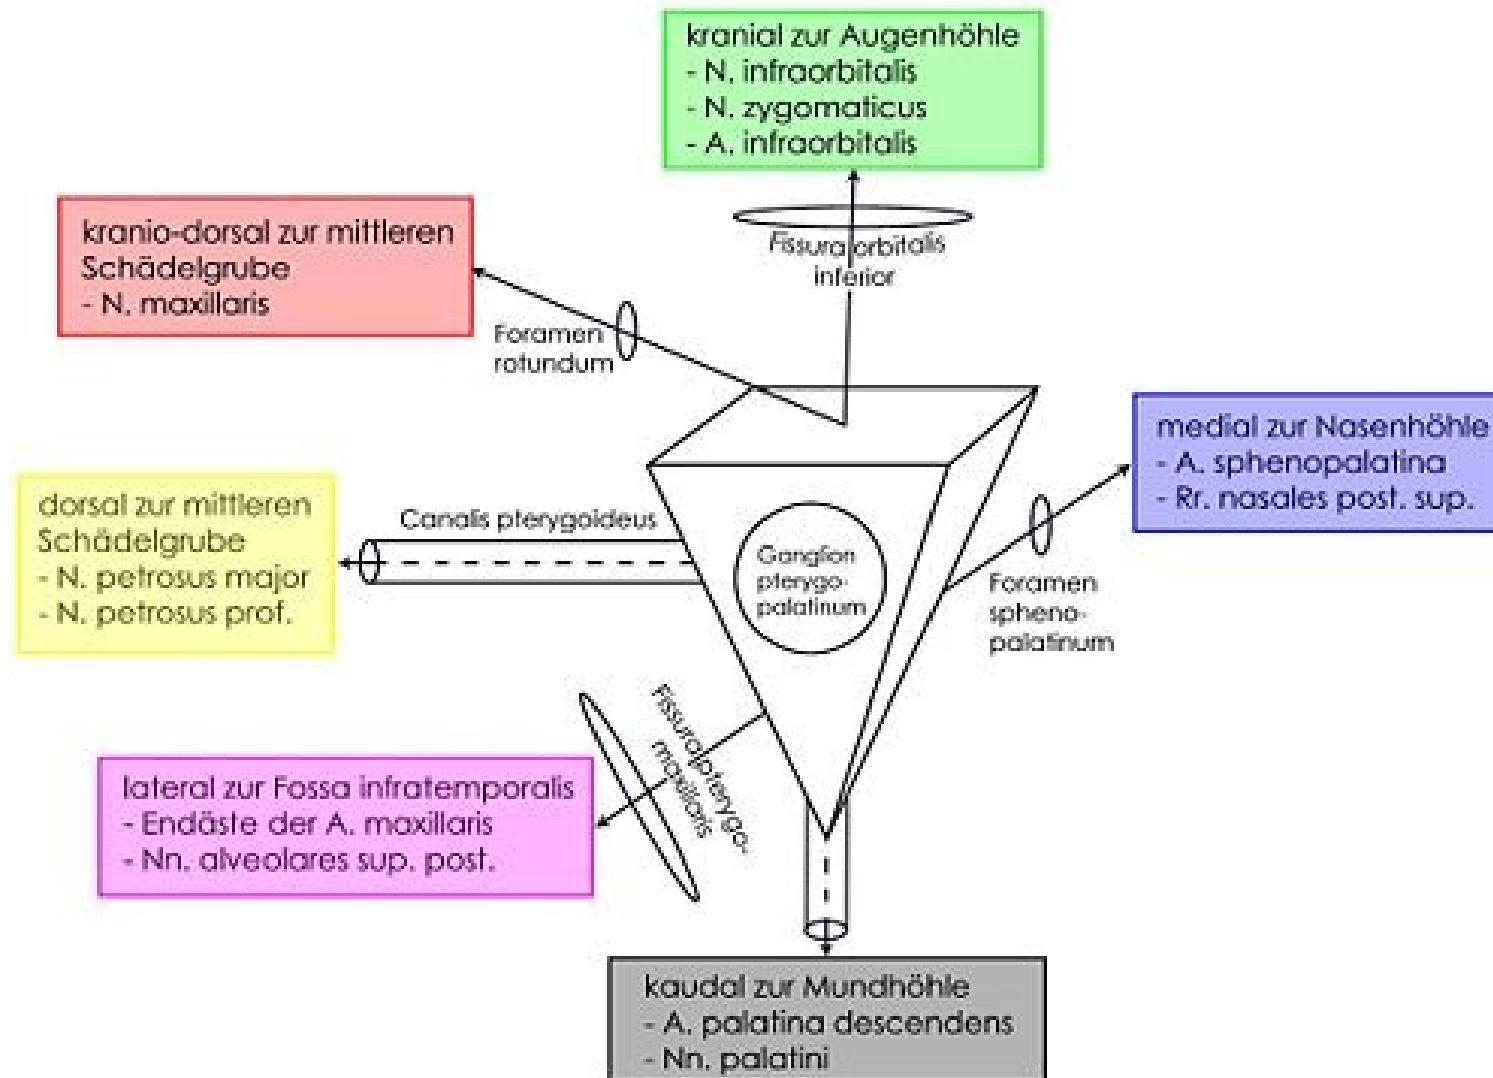 kranial zur Augenhöhle
- N. infraorbitalis
- N. zygomaticus
- A. infraorbitalis
Fissura orbitalis
inferior
kranio-dorsal zur mittleren
Schädelgrube
- N. maxillaris
Foramen
rotundum
medial zur Nasenhöhle
- A. sphenopalatina
- Rr. nasales post. sup.
Foramen
spheno-
palatinum
dorsal zur mittleren
Schädelgrube
- N. petrosus major
- N. petrosus prof.
Canalis pterygoideus
Ganglion
pterygo-
palatinum
Fissura pterygo-
maxillaris
lateral zur Fossa infratemporalis
- Endäste der A. maxillaris
- Nn. alveolares sup. post.
kaudal zur Mundhöhle
- A. palatina descendens
- Nn. palatini